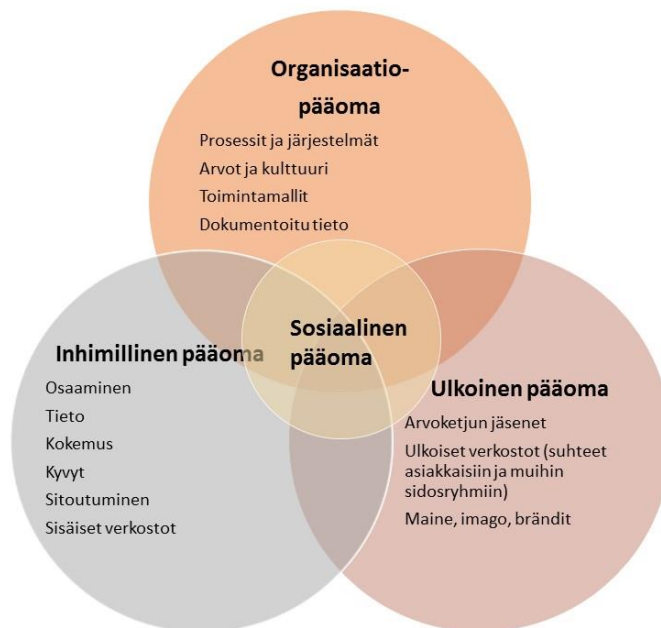 Organisaatio-
pääoma
Prosessit ja järjestelmät
Arvot ja kulttuuri
Toimintamallit
Dokumentoitu tieto
Sosiaalinen
pääoma
Inhimillinen pääoma
Osaaminen
Tieto
Kokemus
Kyvyt
Sitoutuminen
Sisäiset verkostot
Ulkoinen pääoma
Arvoketjun jäsenet
Ulkoiset verkostot (suhteet
asiakkaisiin ja muihin
sidosryhmiin)
Maine, imago, brändit